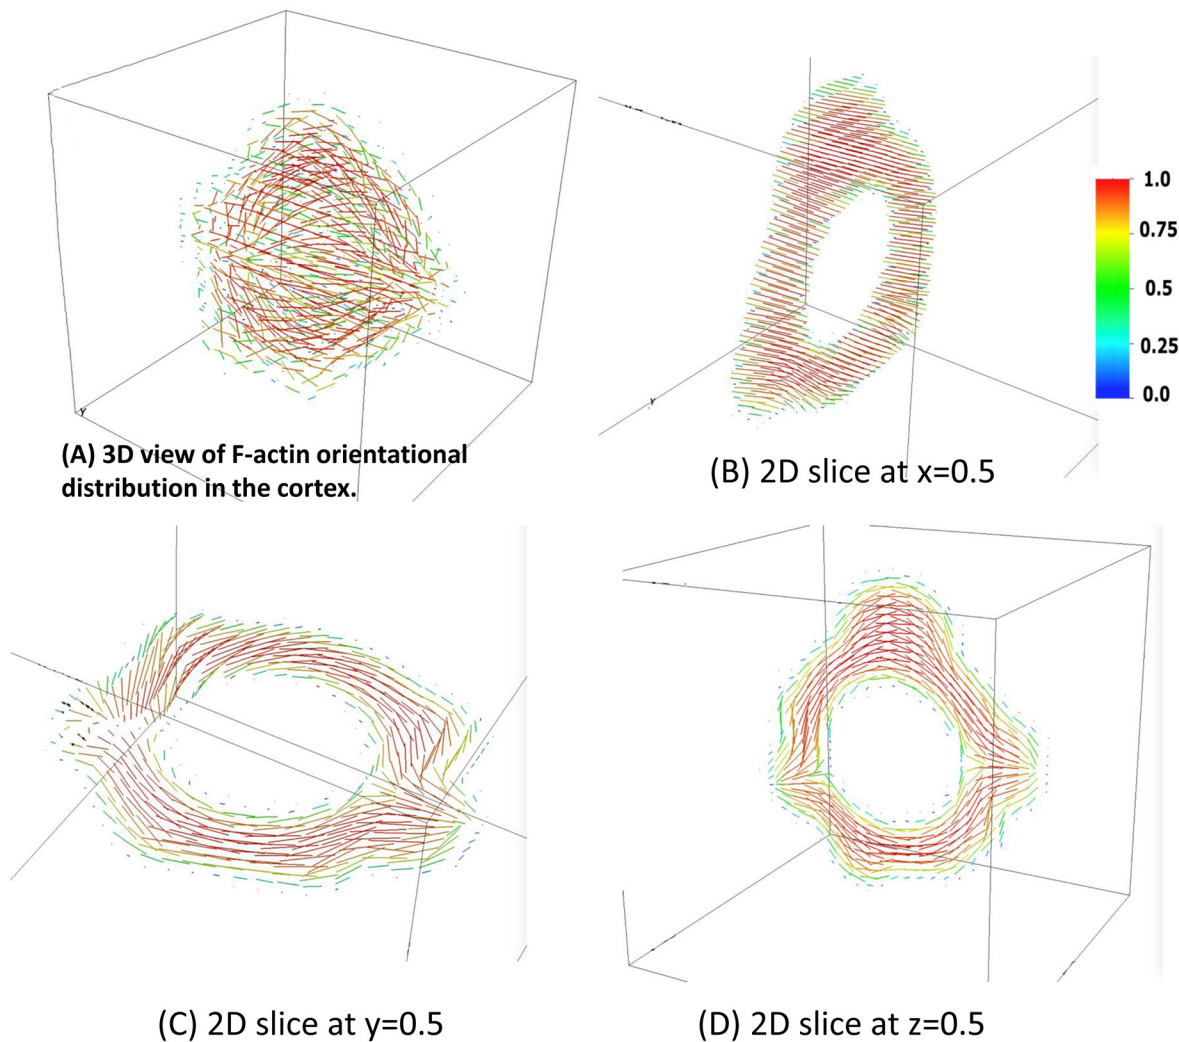 1.0
0.75
0.5
0.25
0.0
Y
Y
(A) 3D view of F-actin orientational
distribution in the cortex.
(B) 2D slice at x=0.5
(C) 2D slice at y=0.5
(D) 2D slice at z=0.5